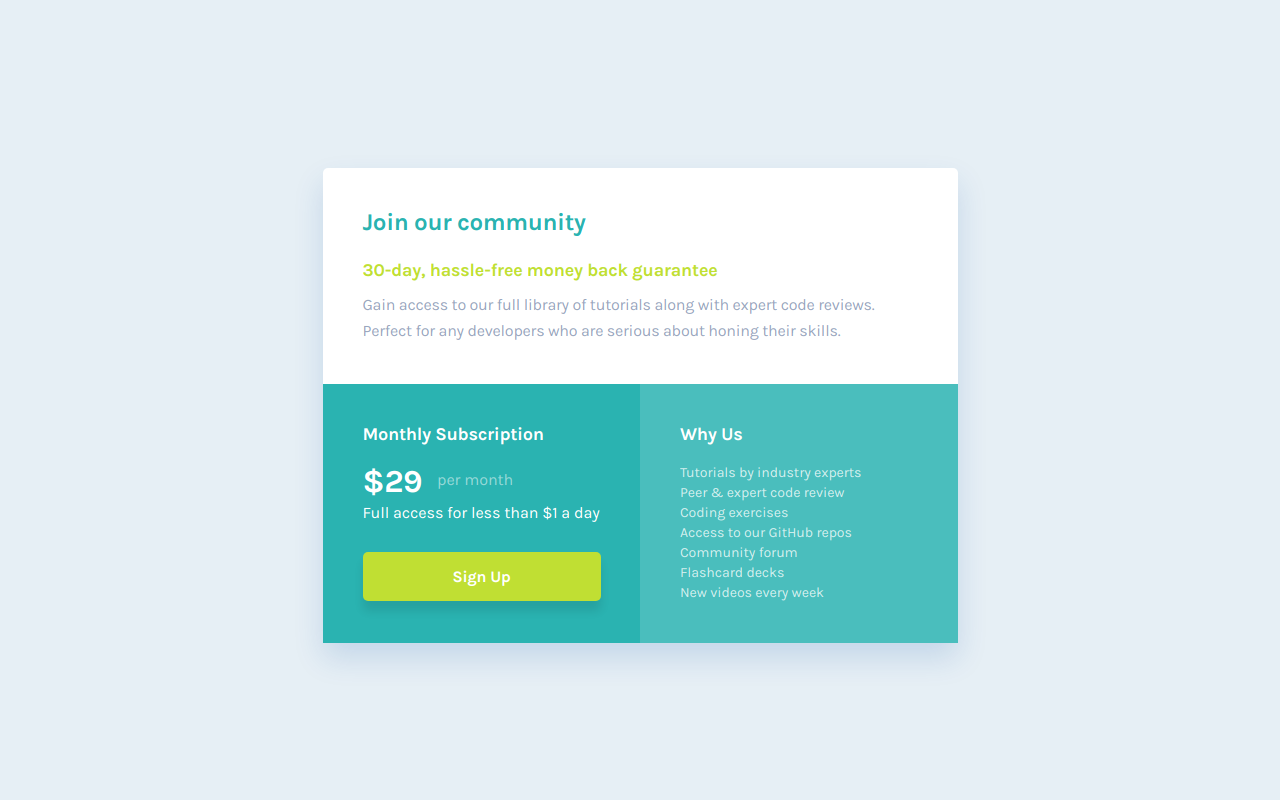 Join our community
30-day, hassle-free money back guarantee
Gain access to our full library of tutorials along with expert code reviews.
Perfect for any developers who are serious about honing their skills.
Monthly Subscription
$29 per month
Full access for less than $1 a day
Sign Up
Why Us
Tutorials by industry experts
Peer & expert code review
Coding exercises
Access to our GitHub repos
Community forum
Flashcard decks
New videos every week